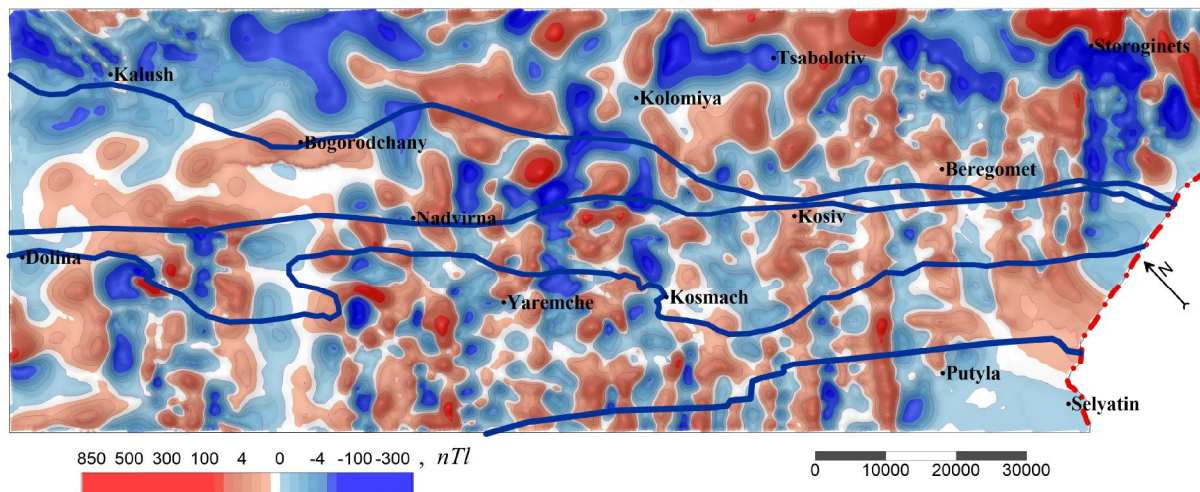 Storoginets
Tsabolotiv
Kalush
Kolomiya
Bogorodchany
Beregomet
Nadvirna
Kosiv
Dolina
N
Yaremche
Kosmach
Putyla
Selyatin
850 500 300 100 4 0 -4 -100 -300 , nTl
0 10000 20000 30000